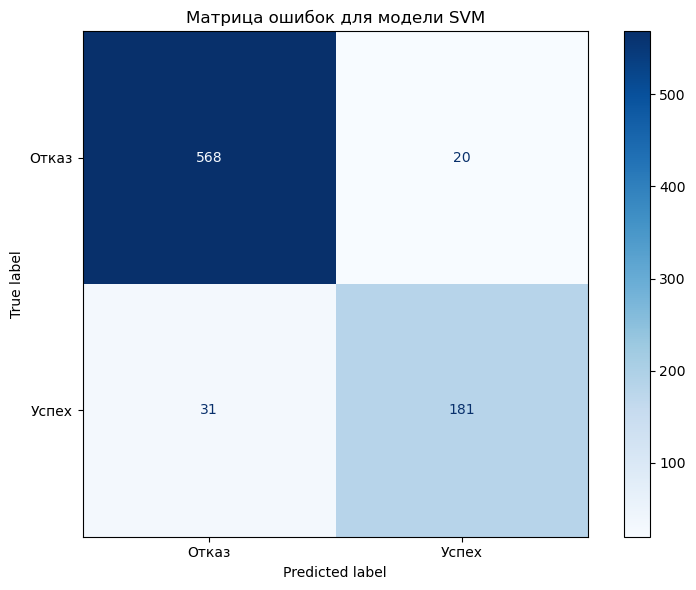 Матрица ошибок для модели SVM
Отказ
568
20
Успех
31
181
True label
Отказ
Успех
Predicted label
500
400
300
200
100